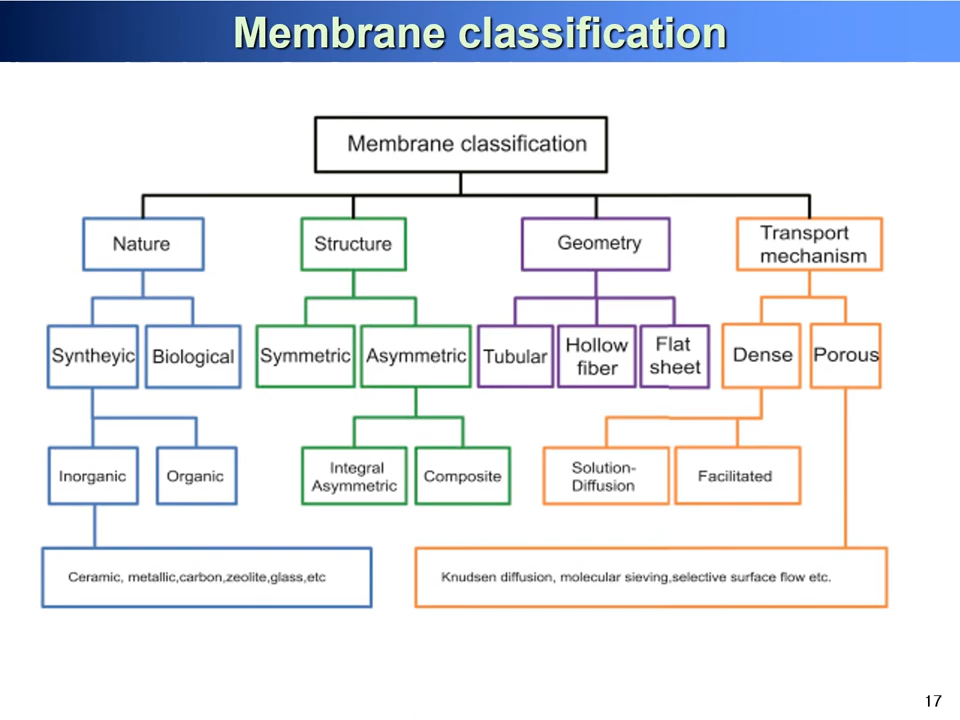 Membrane classification
Membrane classification
Nature
Structure
Geometry
Transport
mechanism
Syntheyic
Biological
Symmetric
Asymmetric
Tubular
Hollow
fiber
Flat
sheet
Dense
Porous
Inorganic
Organic
Integral
Asymmetric
Composite
Solution-
Diffusion
Facilitated
Ceramic, metallic,carbon,zeolite,glass,etc
Knudsen diffusion, molecular sieving,selective surface flow etc.
17